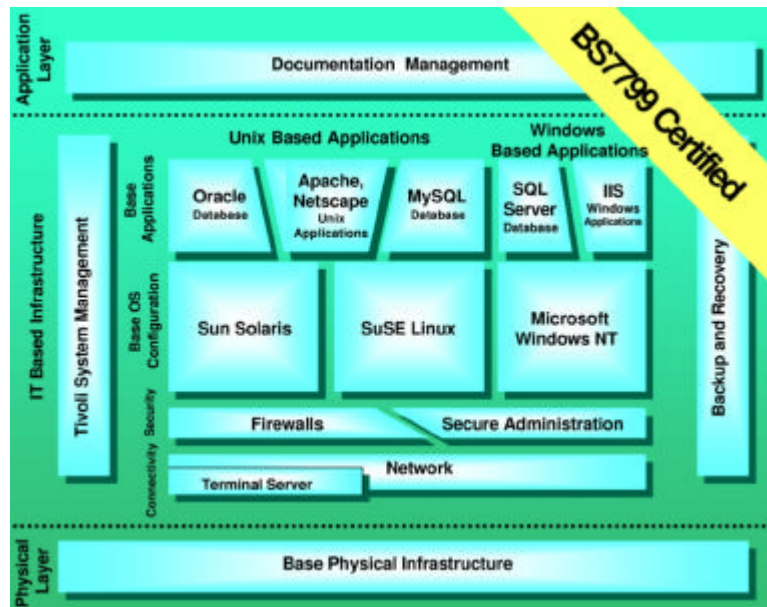 Application
Layer
Documentation Management
BS7799 Certified
IT Based Infrastructure
Tivoli System Management
Base
Applications
Unix Based Applications
Windows
Based Applications
Oracle
Database
Apache,
Netscape
Unix
Applications
MySQL
Database
SQL
Server
Database
IIS
Windows
Applications
Base OS
Configuration
Sun Solaris
SuSE Linux
Microsoft
Windows NT
Backup and Recovery
Security
Firewalls
Secure Administration
Connectivity
Network
Terminal Server
Physical
Layer
Base Physical Infrastructure